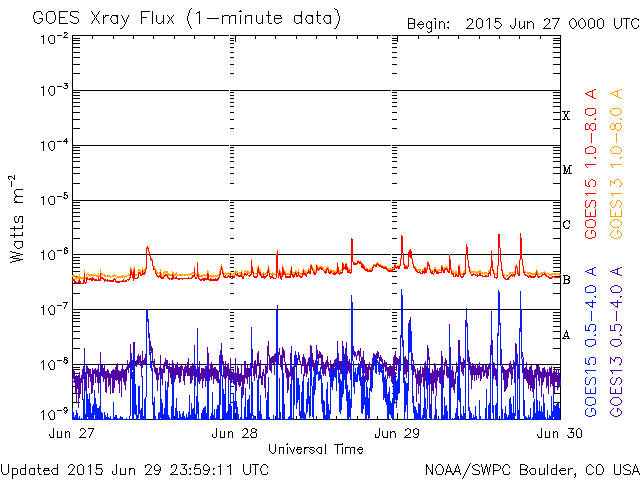 GOES Xray Flux (1-minute data)
Begin: 2015 Jun 27 0000 UTC
10⁻²
10⁻³
10⁻⁴
10⁻⁵
10⁻⁶
10⁻⁷
10⁻⁸
10⁻⁹
Watts m⁻²
X
M
C
B
A
GOES15 1.0-8.0 A
GOES13 1.0-8.0 A
GOES15 0.5-4.0 A
GOES13 0.5-4.0 A
Jun 27
Jun 28
Jun 29
Jun 30
Universal Time
Updated 2015 Jun 29 23:59:11 UTC
NOAA/SWPC Boulder, CO USA